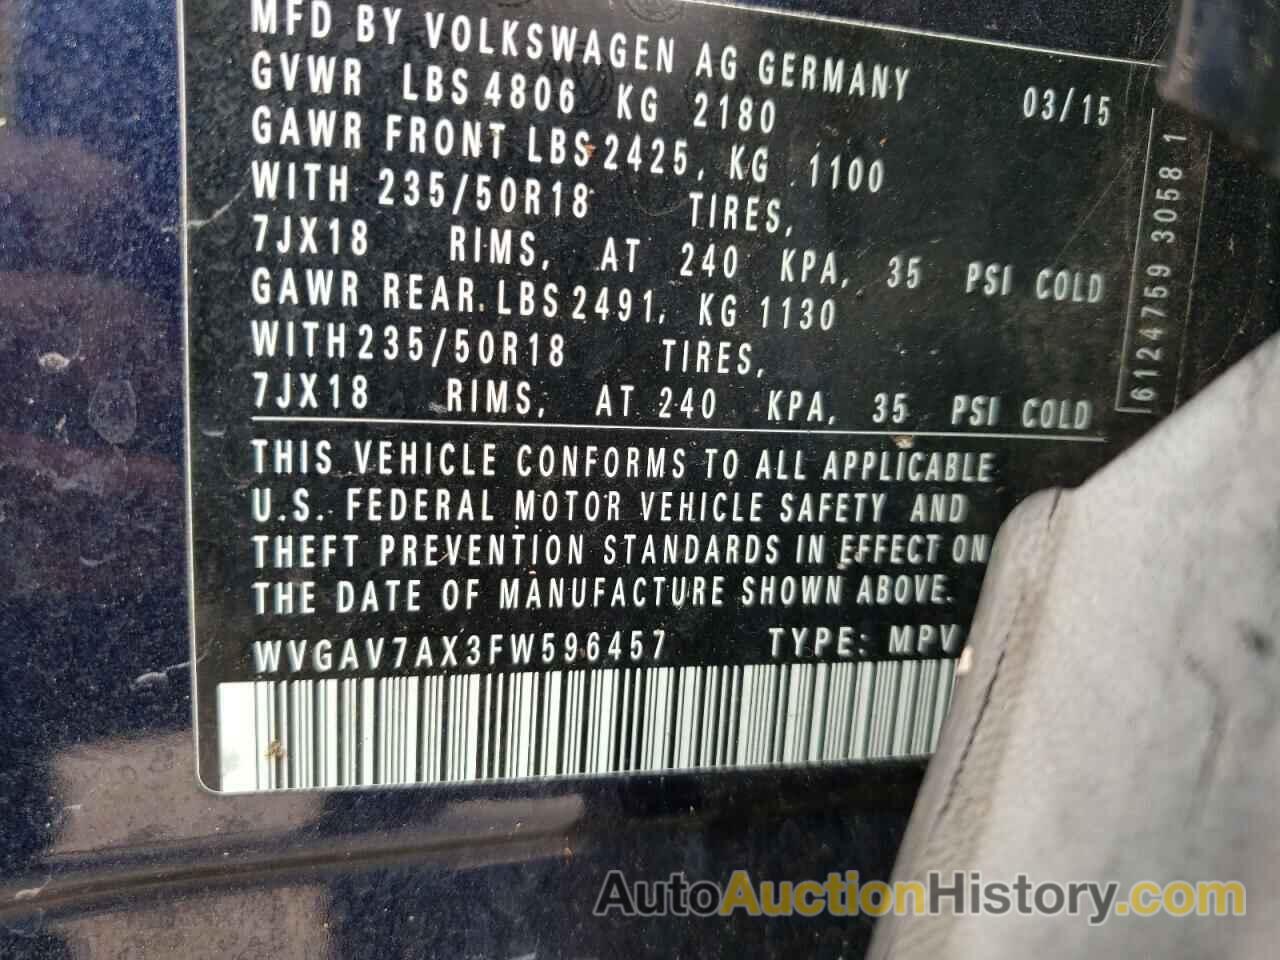 MFD BY VOLKSWAGEN AG GERMANY
GVWR LBS 4806 KG 2180 03/15
GAWR FRONT LBS 2425, KG 1100
WITH 235/50R18 TIRES,
7JX18 RIMS, AT 240 KPA, 35 PSI COLD
GAWR REAR LBS 2491, KG 1130
WITH 235/50R18 TIRES,
7JX18 RIMS, AT 240 KPA, 35 PSI COLD
THIS VEHICLE CONFORMS TO ALL APPLICABLE
U.S. FEDERAL MOTOR VEHICLE SAFETY AND
THEFT PREVENTION STANDARDS IN EFFECT ON
THE DATE OF MANUFACTURE SHOWN ABOVE.
WVGAV7AX3FW596457 TYPE: MPV
6124759 3058 1
AutoAuctionHistory.com